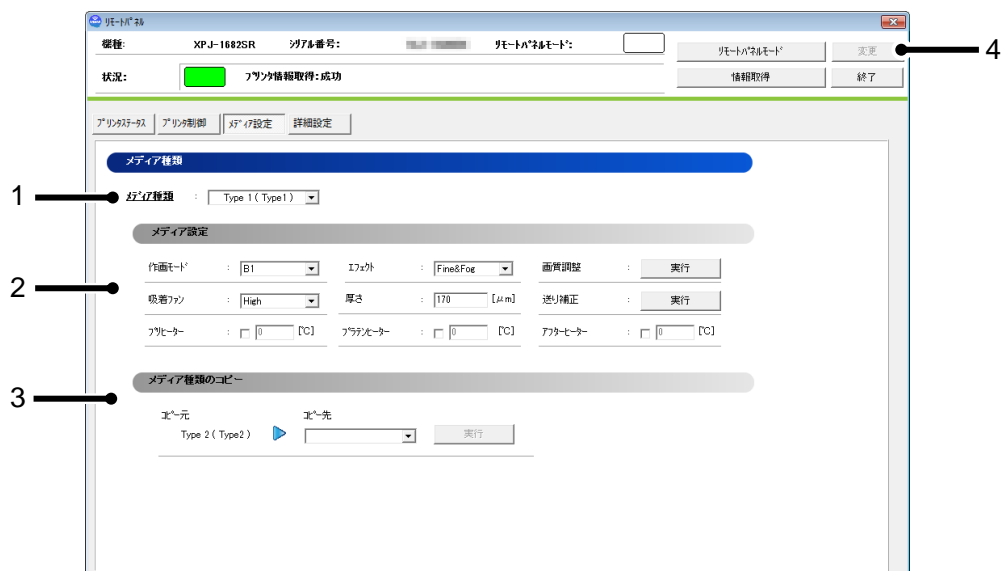 ﾘﾓｰﾄﾊﾟﾈﾙ
機種: XPJ-1682SR ｼﾘｱﾙ番号: ﾘﾓｰﾄﾊﾟﾈﾙﾓｰﾄﾞ:
ﾘﾓｰﾄﾊﾟﾈﾙﾓｰﾄﾞ 変更 4
状況: ﾌﾟﾘﾝﾀ情報取得:成功 情報取得 終了
ﾌﾟﾘﾝﾀｽﾃｰﾀｽ ﾌﾟﾘﾝﾀ制御 ﾒﾃﾞｨｱ設定 詳細設定
メディア種類
1 ﾒﾃﾞｨｱ種類 : Type 1 ( Type1 )
メディア設定
作画ﾓｰﾄﾞ : B1 ｴﾌｪｸﾄ : Fine&Fog 画質調整 : 実行
2
吸着ﾌｧﾝ : High 厚さ : 170 [μm] 送り補正 : 実行
ﾌﾟﾘﾋｰﾀｰ : 0 [℃] ﾌﾟﾗﾃﾝﾋｰﾀｰ : 0 [℃] ｱﾌﾀｰﾋｰﾀｰ : 0 [℃]
メディア種類のコピー
3
ｺﾋﾟｰ元 ｺﾋﾟｰ先
Type 2 ( Type2 ) 実行